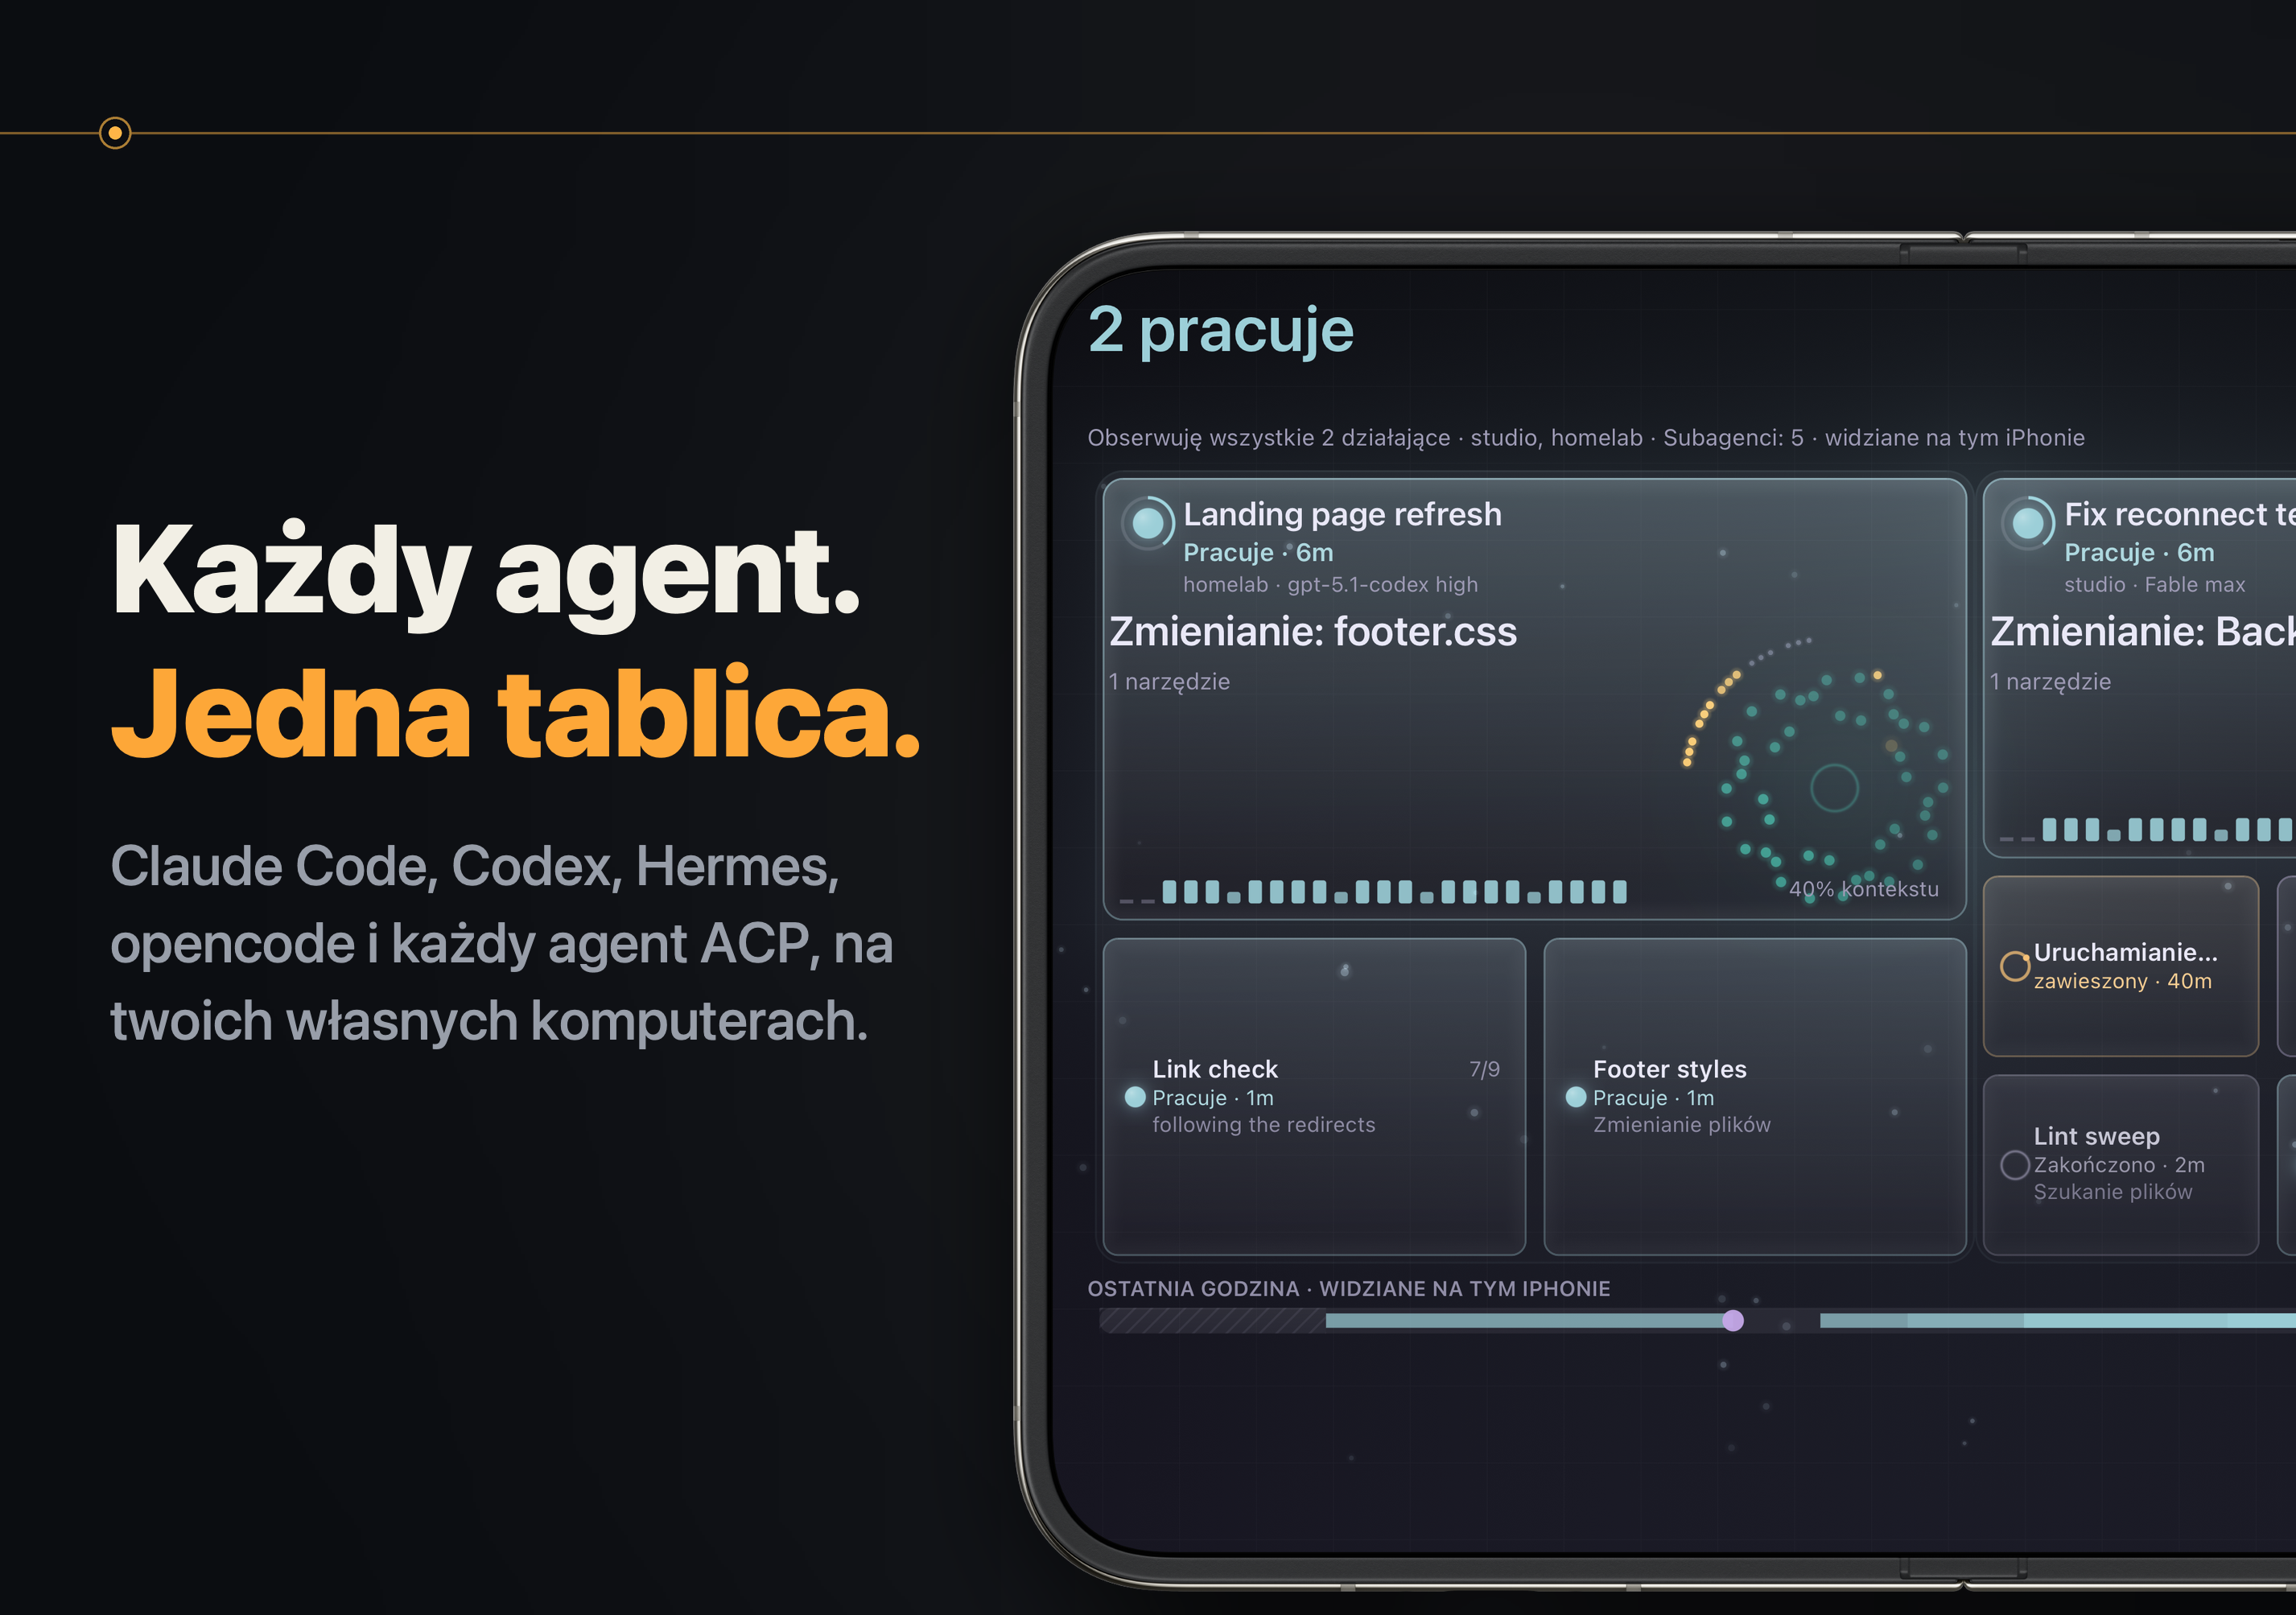 Każdy agent.
Jedna tablica.
Claude Code, Codex, Hermes,
opencode i każdy agent ACP, na
twoich własnych komputerach.
2 pracuje
Obserwuję wszystkie 2 działające · studio, homelab · Subagenci: 5 · widziane na tym iPhonie
Landing page refresh
Pracuje · 6m
homelab · gpt-5.1-codex high
Zmienianie: footer.css
1 narzędzie
40% kontekstu
Fix reconnect
Pracuje · 6m
studio · Fable max
Zmienianie:
1 narzędzie
Link check 7/9
Pracuje · 1m
following the redirects
Footer styles
Pracuje · 1m
Zmienianie plików
Uruchamianie...
zawieszony · 40m
Lint sweep
Zakończono · 2m
Szukanie plików
OSTATNIA GODZINA · WIDZIANE NA TYM IPHONIE